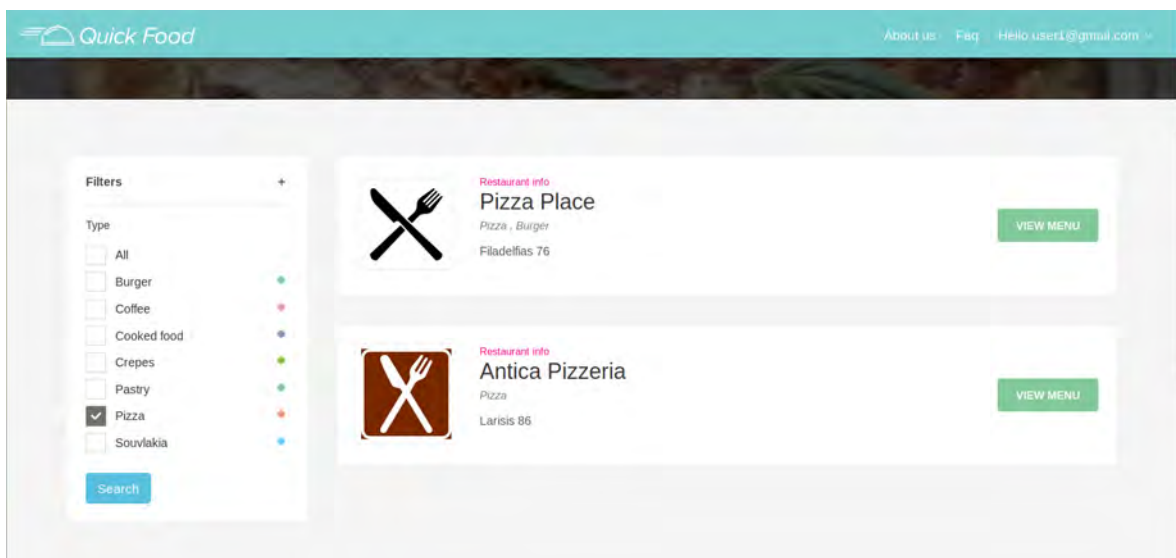 Quick Food
About us Faq Hello user1@gmail.com
Filters +
Type
All
Burger
Coffee
Cooked food
Crepes
Pastry
Pizza
Souvlakia
Search
Restaurant info
Pizza Place
Pizza , Burger
Filadelfias 76
VIEW MENU
Restaurant info
Antica Pizzeria
Pizza
Larisis 86
VIEW MENU